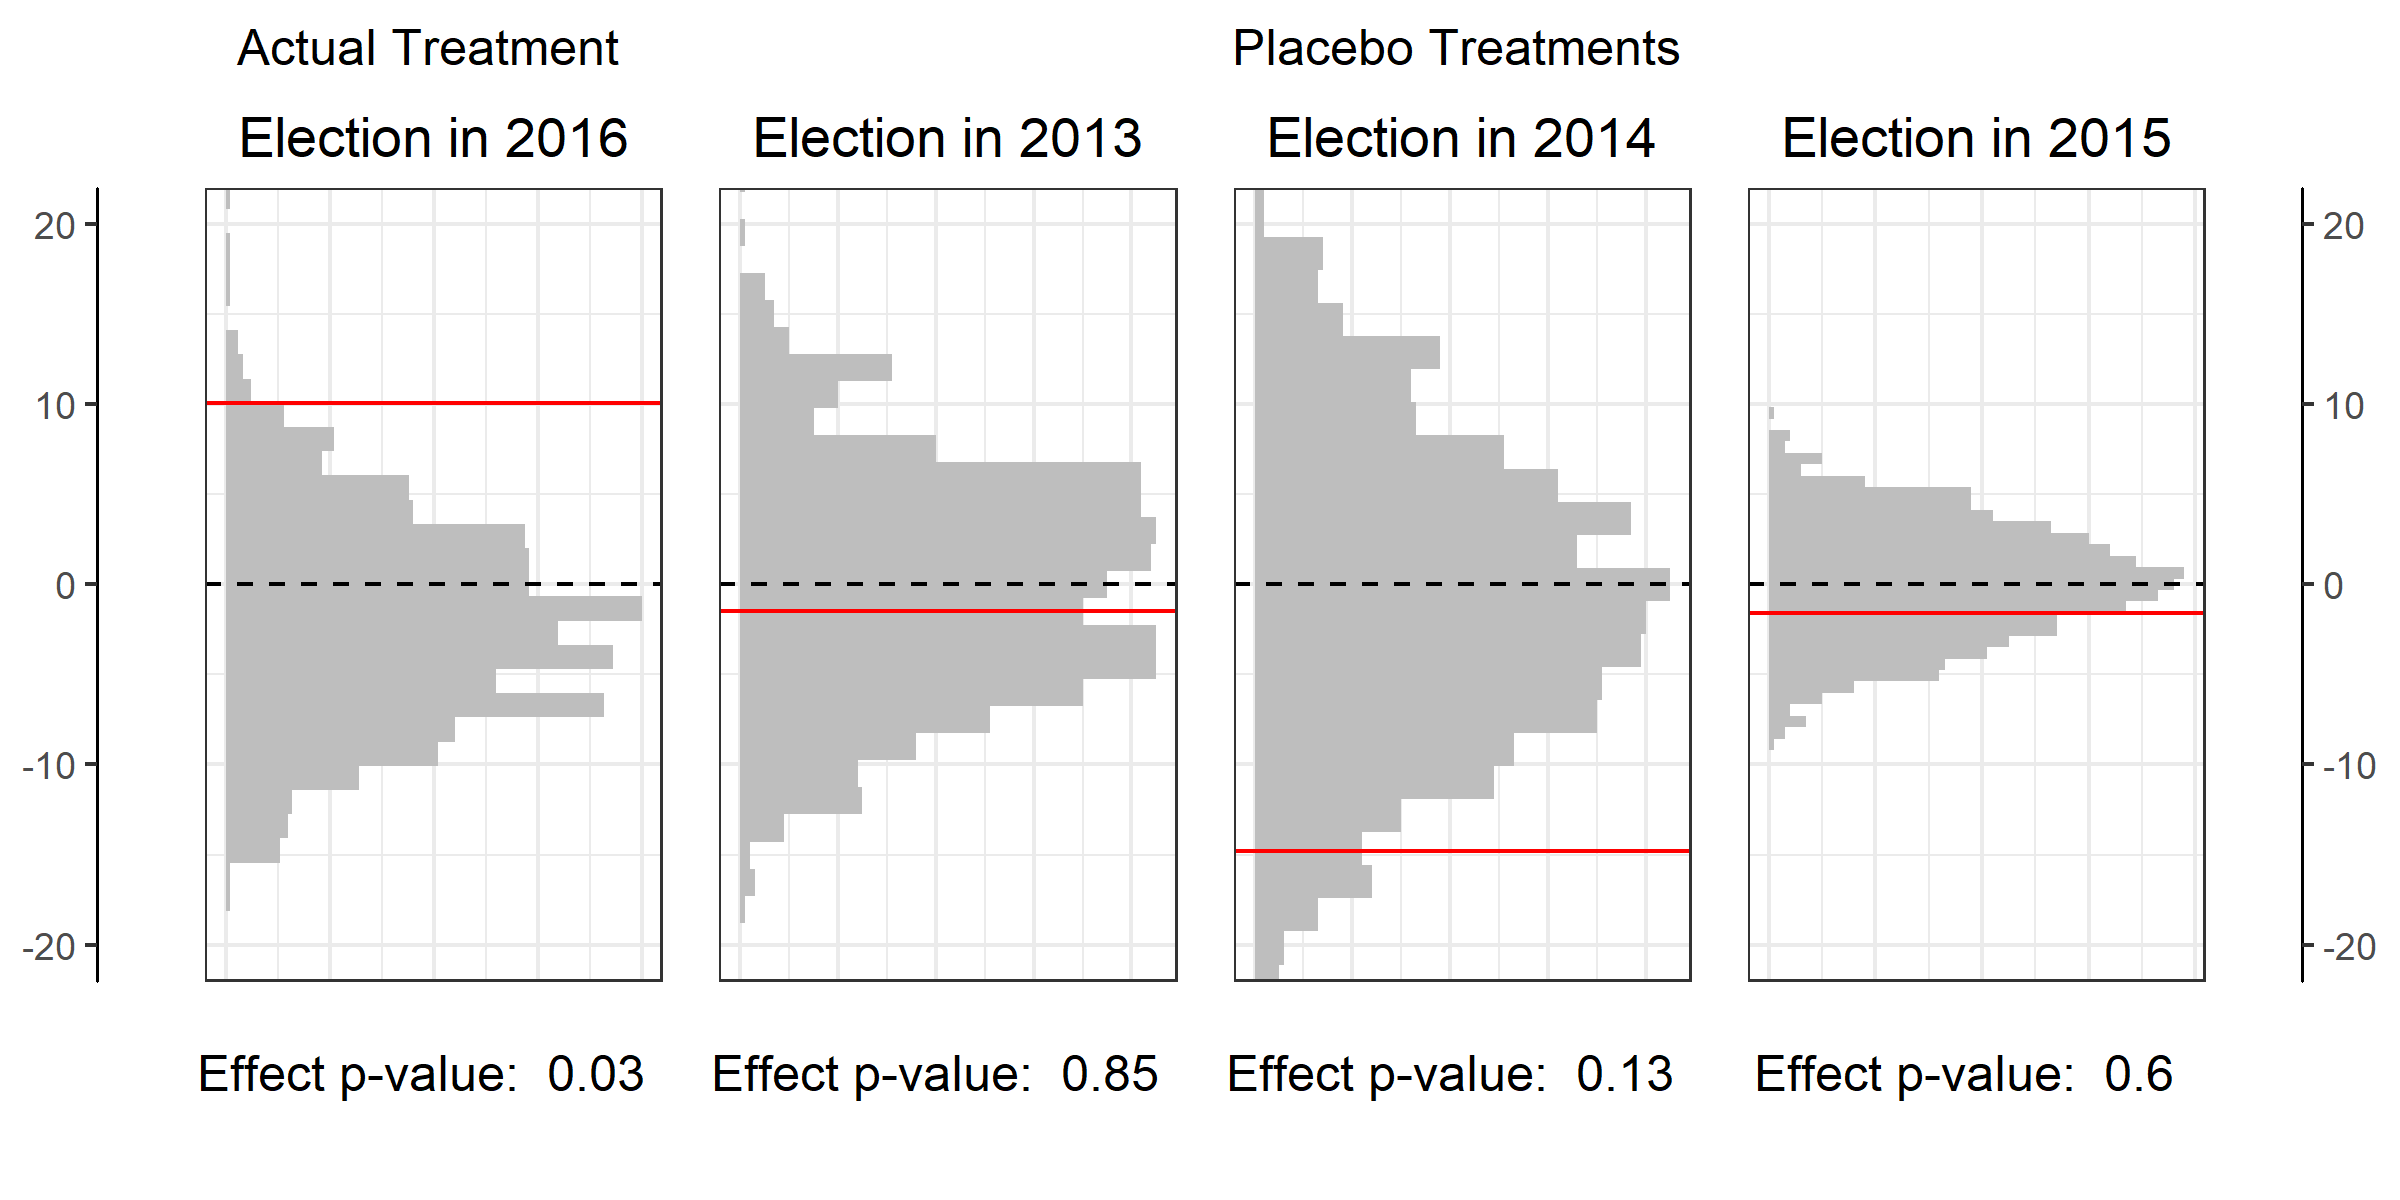 Actual Treatment Placebo Treatments
Election in 2016 Election in 2013 Election in 2014 Election in 2015
20 20
10 10
0 0
-10 -10
-20 -20
Effect p-value: 0.03 Effect p-value: 0.85 Effect p-value: 0.13 Effect p-value: 0.6